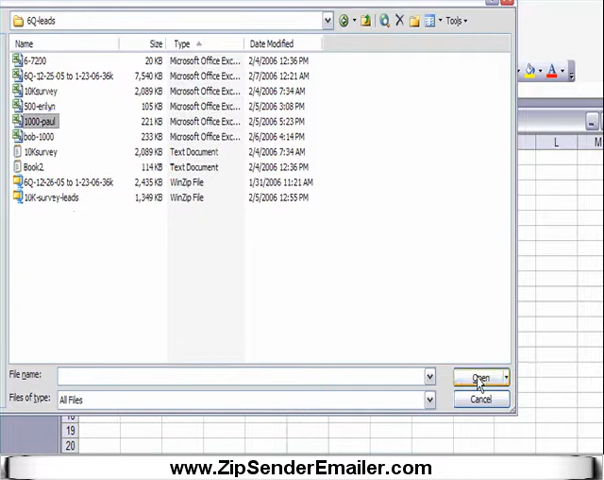 6Q-leads
Tools
Name Size Type Date Modified
6-7200 20 KB Microsoft Office Exc... 2/4/2006 12:36 PM
6Q-12-25-05 to 1-23-06-36k 7,540 KB Microsoft Office Exc... 2/7/2006 12:21 AM
10Ksurvey 2,089 KB Microsoft Office Exc... 2/4/2006 7:34 AM
500-enlyn 105 KB Microsoft Office Exc... 2/5/2006 3:08 PM
1000-paul 221 KB Microsoft Office Exc... 2/5/2006 5:23 PM
bob-1000 233 KB Microsoft Office Exc... 2/6/2006 4:14 PM
10Ksurvey 2,089 KB Text Document 2/4/2006 7:34 AM
Book2 114 KB Text Document 2/4/2006 12:36 PM
6Q-12-26-05 to 1-23-06-36k 2,435 KB WinZip File 1/31/2006 11:21 AM
10K-survey-leads 1,349 KB WinZip File 2/5/2006 12:55 PM
L M
File name: Open
Files of type: All Files Cancel
18
19
20
www.ZipSenderEmailer.com